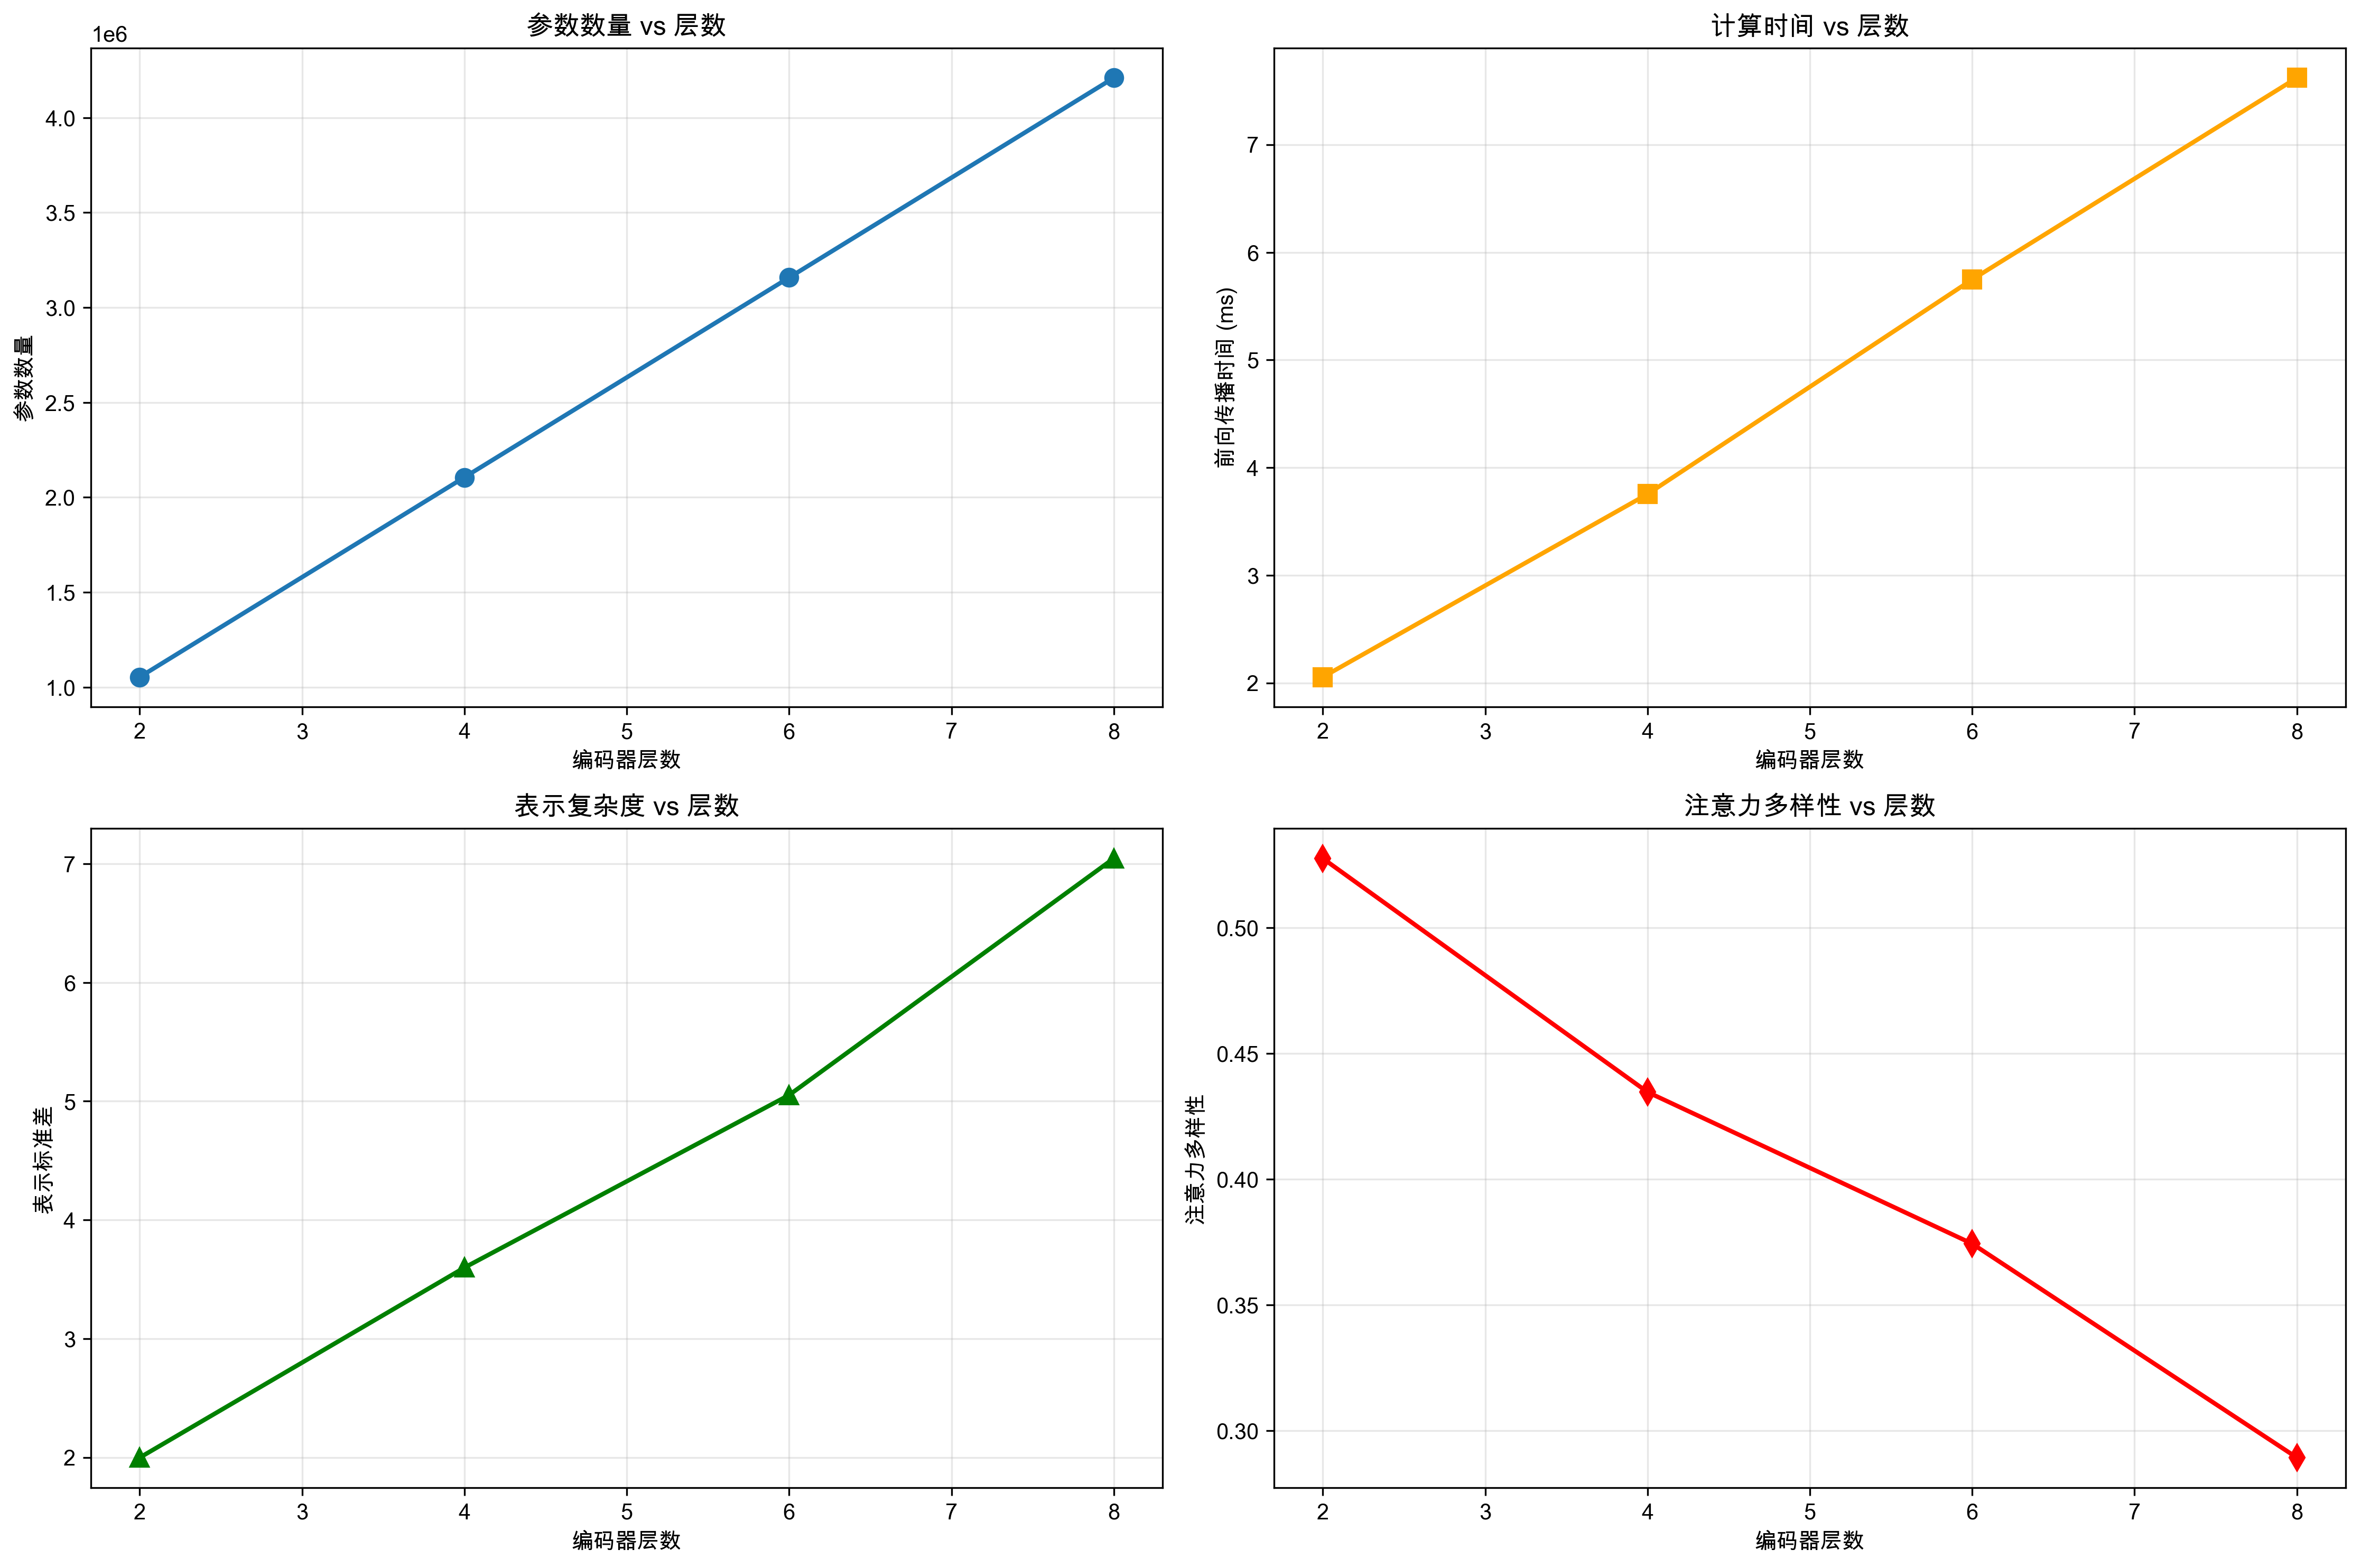 参数数量 vs 层数
1e6
4.0
3.5
3.0
2.5
2.0
1.5
1.0
参数数量
2 3 4 5 6 7 8
编码器层数
计算时间 vs 层数
7
6
5
4
3
2
前向传播时间 (ms)
2 3 4 5 6 7 8
编码器层数
表示复杂度 vs 层数
7
6
5
4
3
2
表示标准差
2 3 4 5 6 7 8
编码器层数
注意力多样性 vs 层数
0.50
0.45
0.40
0.35
0.30
注意力多样性
2 3 4 5 6 7 8
编码器层数